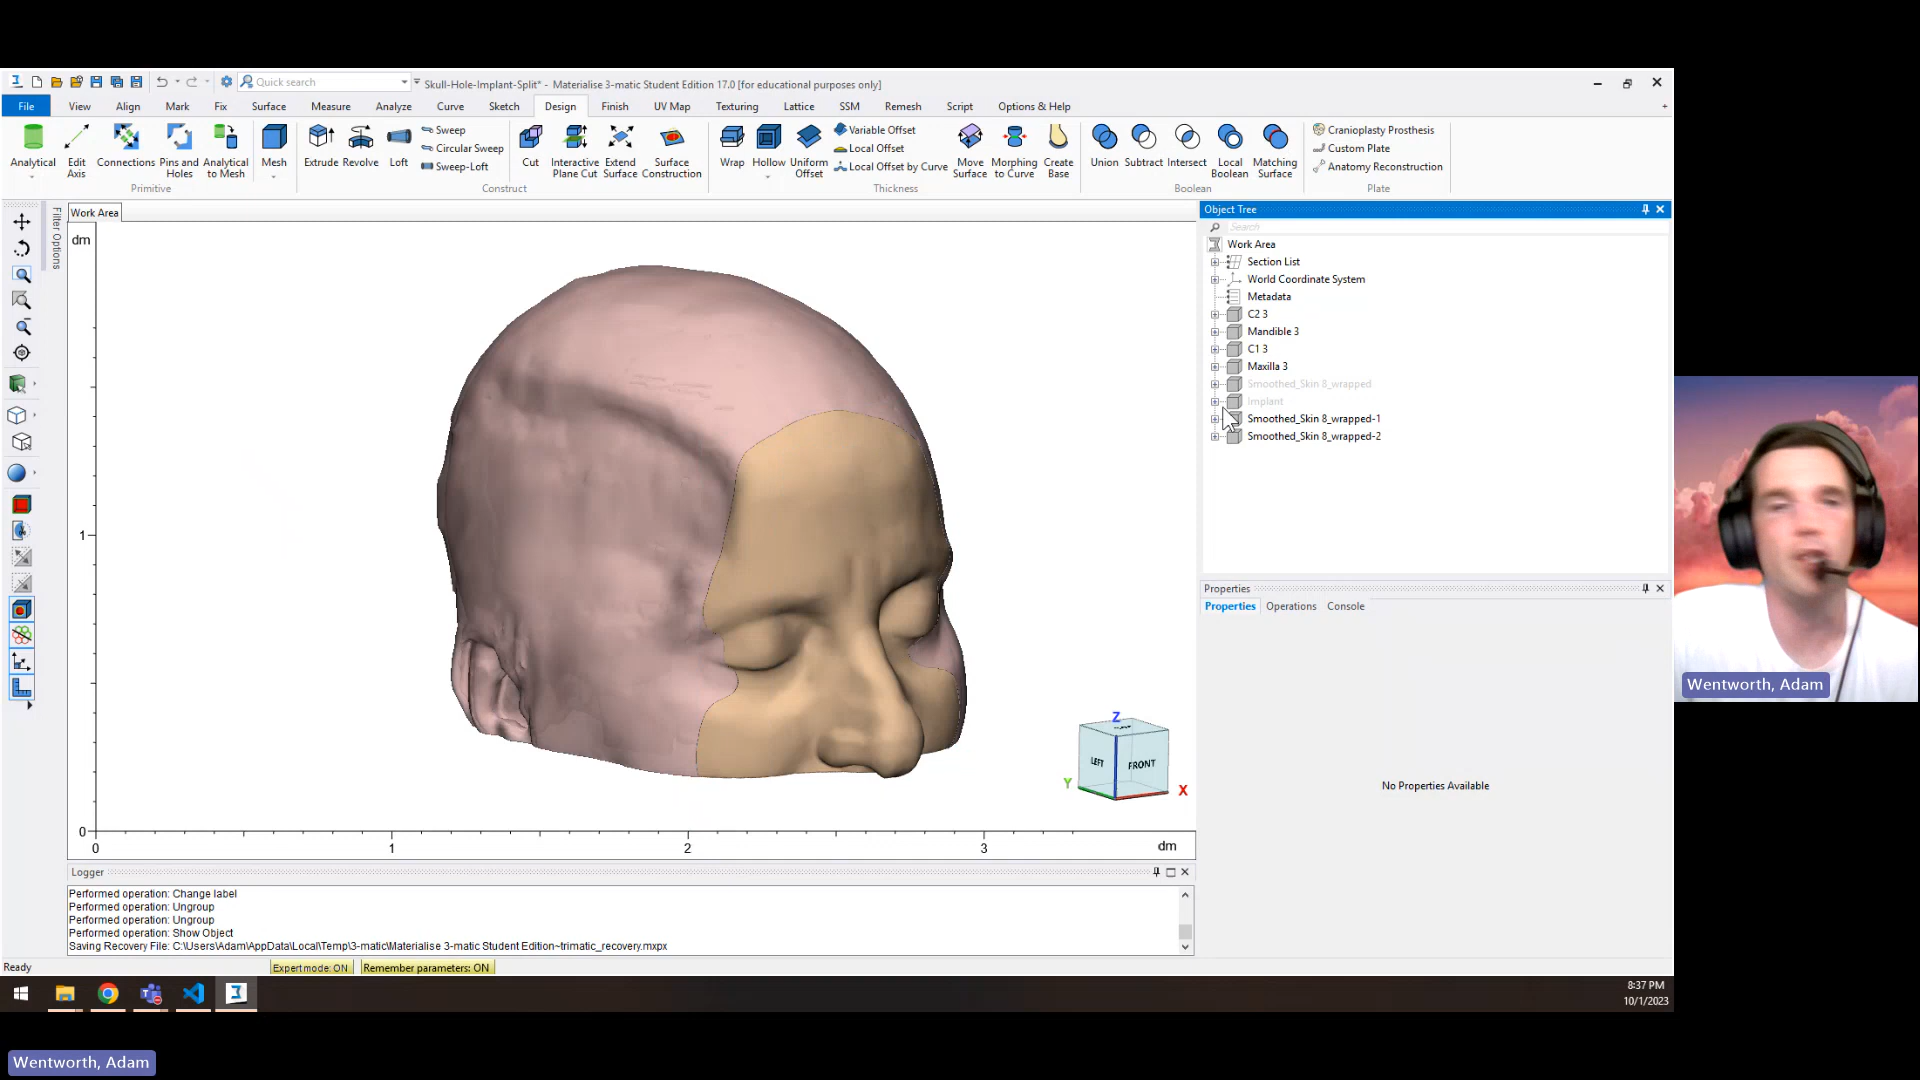 Quick search
Skull-Hole-Implant-Split* - Materialise 3-matic Student Edition 17.0 [for educational purposes only]
File View Align Mark Fix Surface Measure Analyze Curve Sketch Design Finish UV Map Texturing Lattice SSM Remesh Script Options & Help
Analytical
Edit Axis
Connections
Pins and Holes
Analytical to Mesh
Primitive
Mesh
Extrude
Revolve
Loft
Sweep
Circular Sweep
Sweep-Loft
Cut
Interactive Plane Cut
Extend Surface
Surface Construction
Construct
Wrap
Hollow
Uniform Offset
Variable Offset
Local Offset
Local Offset by Curve
Move Surface
Morphing to Curve
Create Base
Thickness
Union
Subtract
Intersect
Local Boolean
Matching Surface
Boolean
Cranioplasty Prosthesis
Custom Plate
Anatomy Reconstruction
Plate
Filter Options
Work Area
dm
1
0
0 1 2 3 dm
Z
LEFT FRONT
Y
X
Object Tree
Search
Work Area
Section List
World Coordinate System
Metadata
C2 3
Mandible 3
C1 3
Maxilla 3
Smoothed_Skin 8_wrapped
Implant
Smoothed_Skin 8_wrapped-1
Smoothed_Skin 8_wrapped-2
Properties
Properties Operations Console
No Properties Available
Logger
Performed operation: Change label
Performed operation: Ungroup
Performed operation: Ungroup
Performed operation: Show Object
Saving Recovery File: C:\Users\Adam\AppData\Local\Temp\3-matic\Materialise 3-matic Student Edition~trimatic_recovery.mxpx
Ready
Expert mode: ON
Remember parameters: ON
8:37 PM
10/1/2023
Wentworth, Adam
Wentworth, Adam